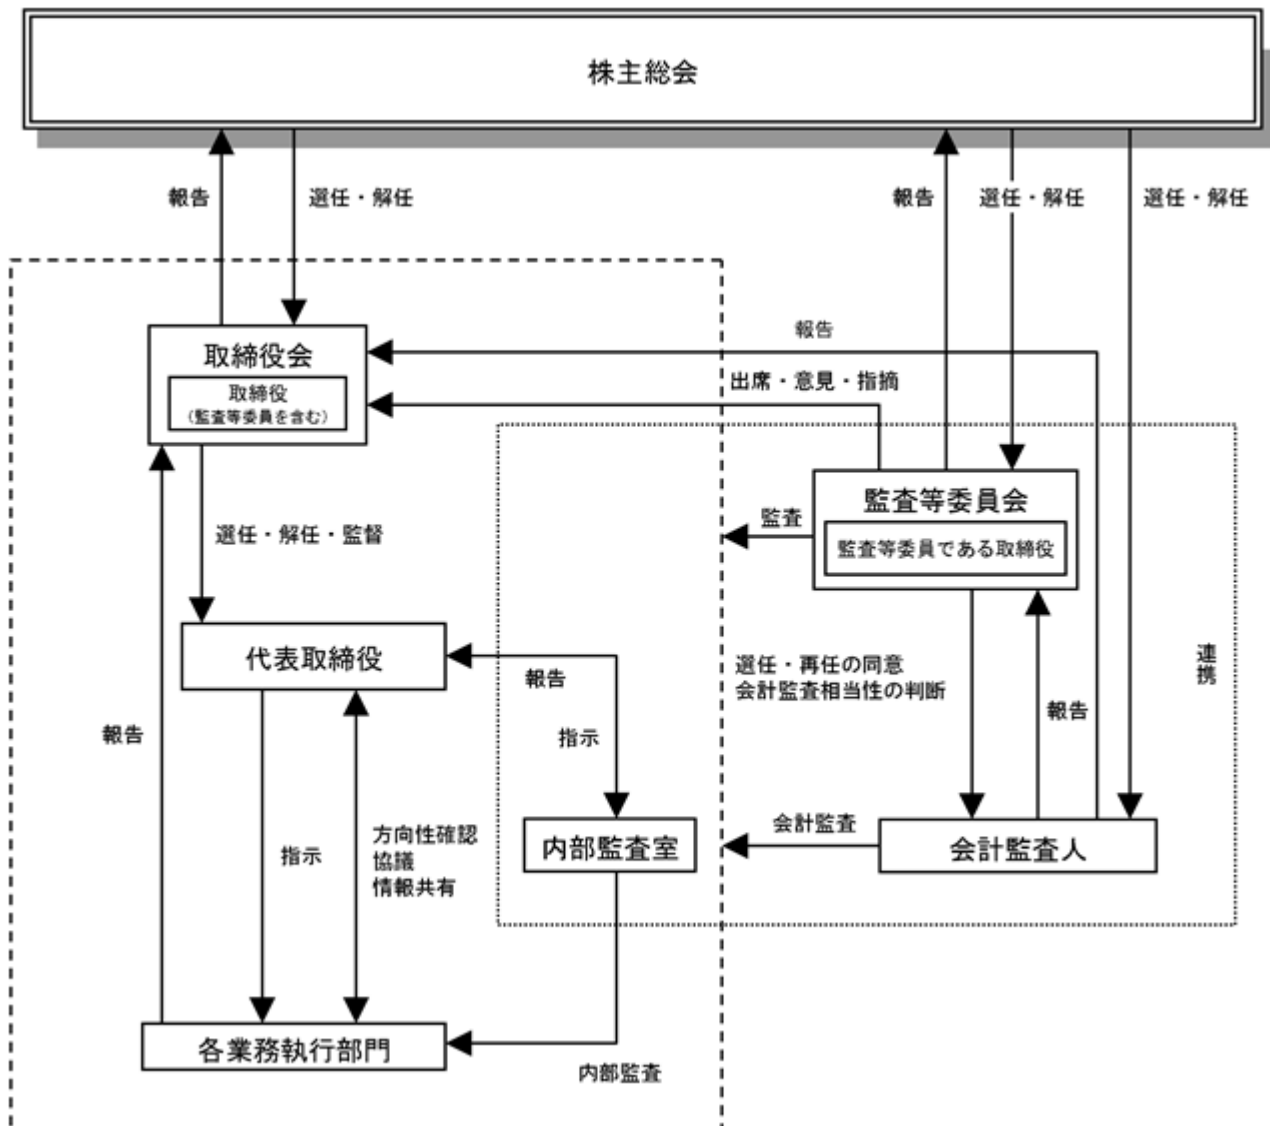 株主総会
報告
選任・解任
報告
選任・解任
選任・解任
報告
取締役会
取締役
(監査等委員を含む)
出席・意見・指摘
監査等委員会
監査等委員である取締役
監査
選任・解任・監督
代表取締役
報告
選任・再任の同意
会計監査相当性の判断
連携
報告
報告
指示
方向性確認
協議
情報共有
指示
内部監査室
会計監査
会計監査人
各業務執行部門
内部監査